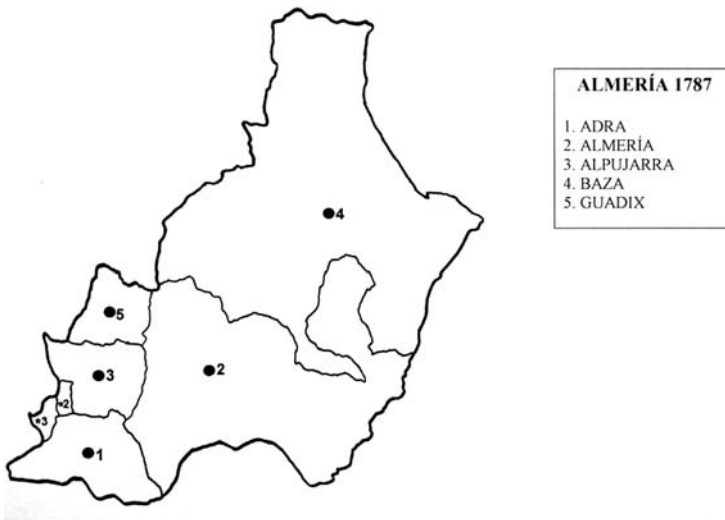 ALMERÍA 1787
1. ADRA
2. ALMERÍA
3. ALPUJARRA
4. BAZA
5. GUADIX
4
5
3
2
*2
*3
1